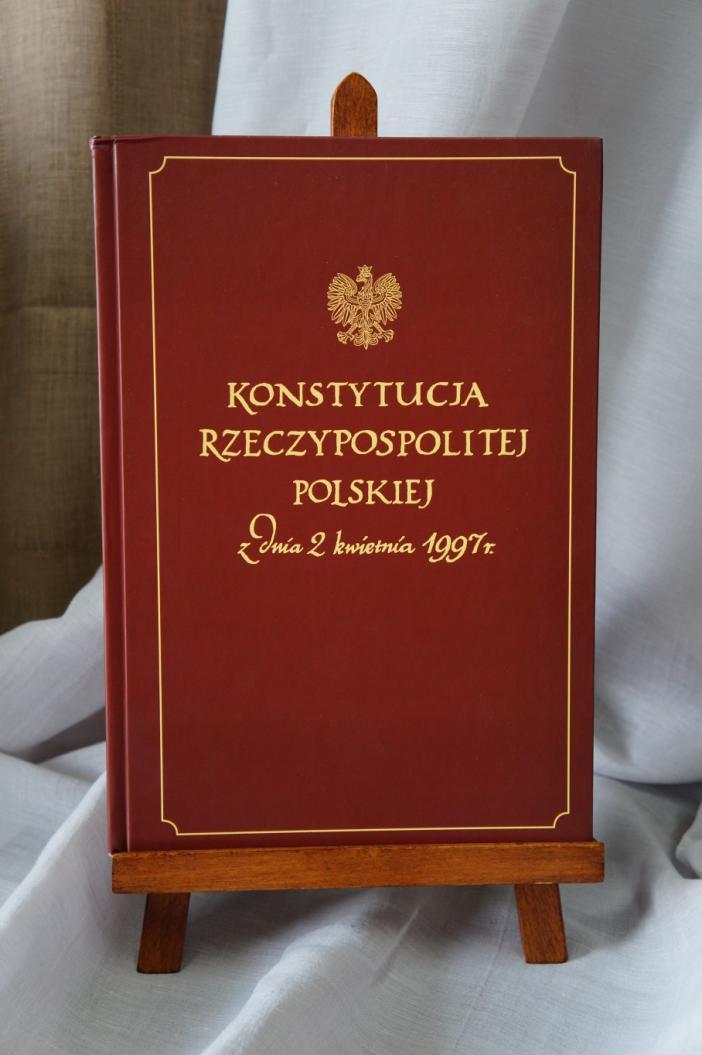 KONSTYTUCJA
RZECZYPOSPOLITEJ
POLSKIEJ
z dnia 2 kwietnia 1997r.